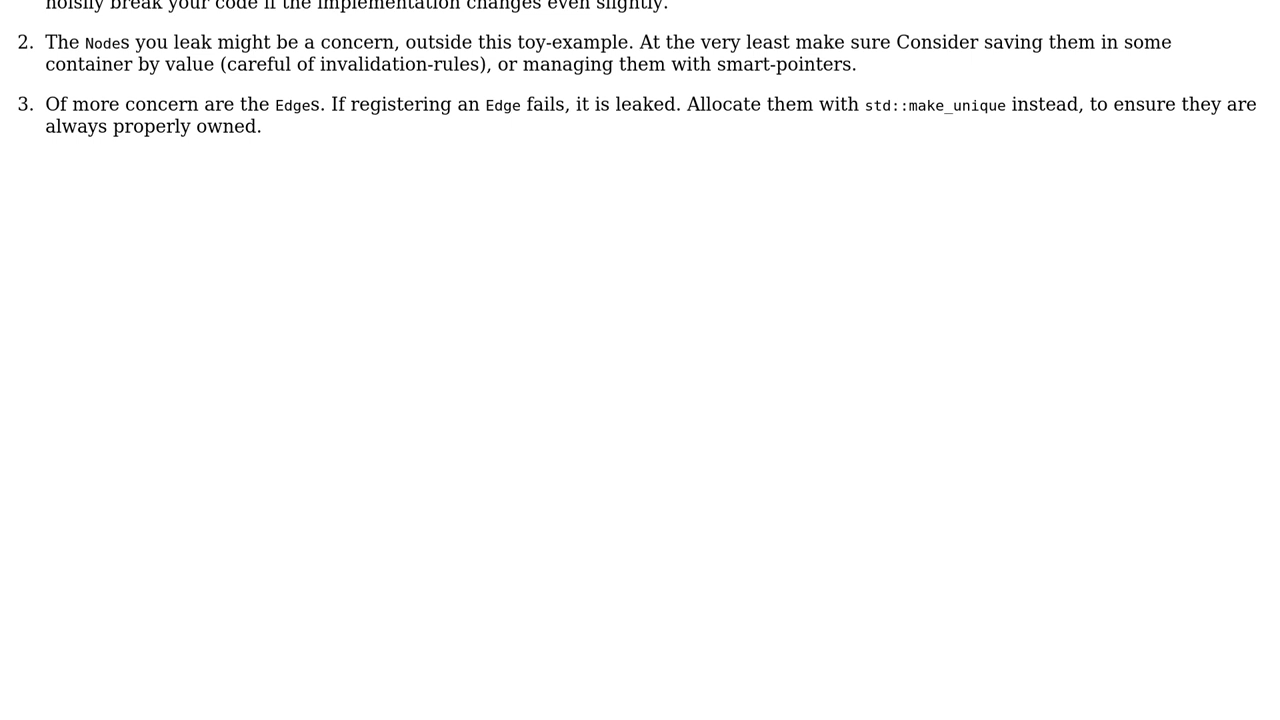 noisily break your code if the implementation changes even slightly.
2. The Nodes you leak might be a concern, outside this toy-example. At the very least make sure Consider saving them in some
container by value (careful of invalidation-rules), or managing them with smart-pointers.
3. Of more concern are the Edges. If registering an Edge fails, it is leaked. Allocate them with std::make_unique instead, to ensure they are
always properly owned.